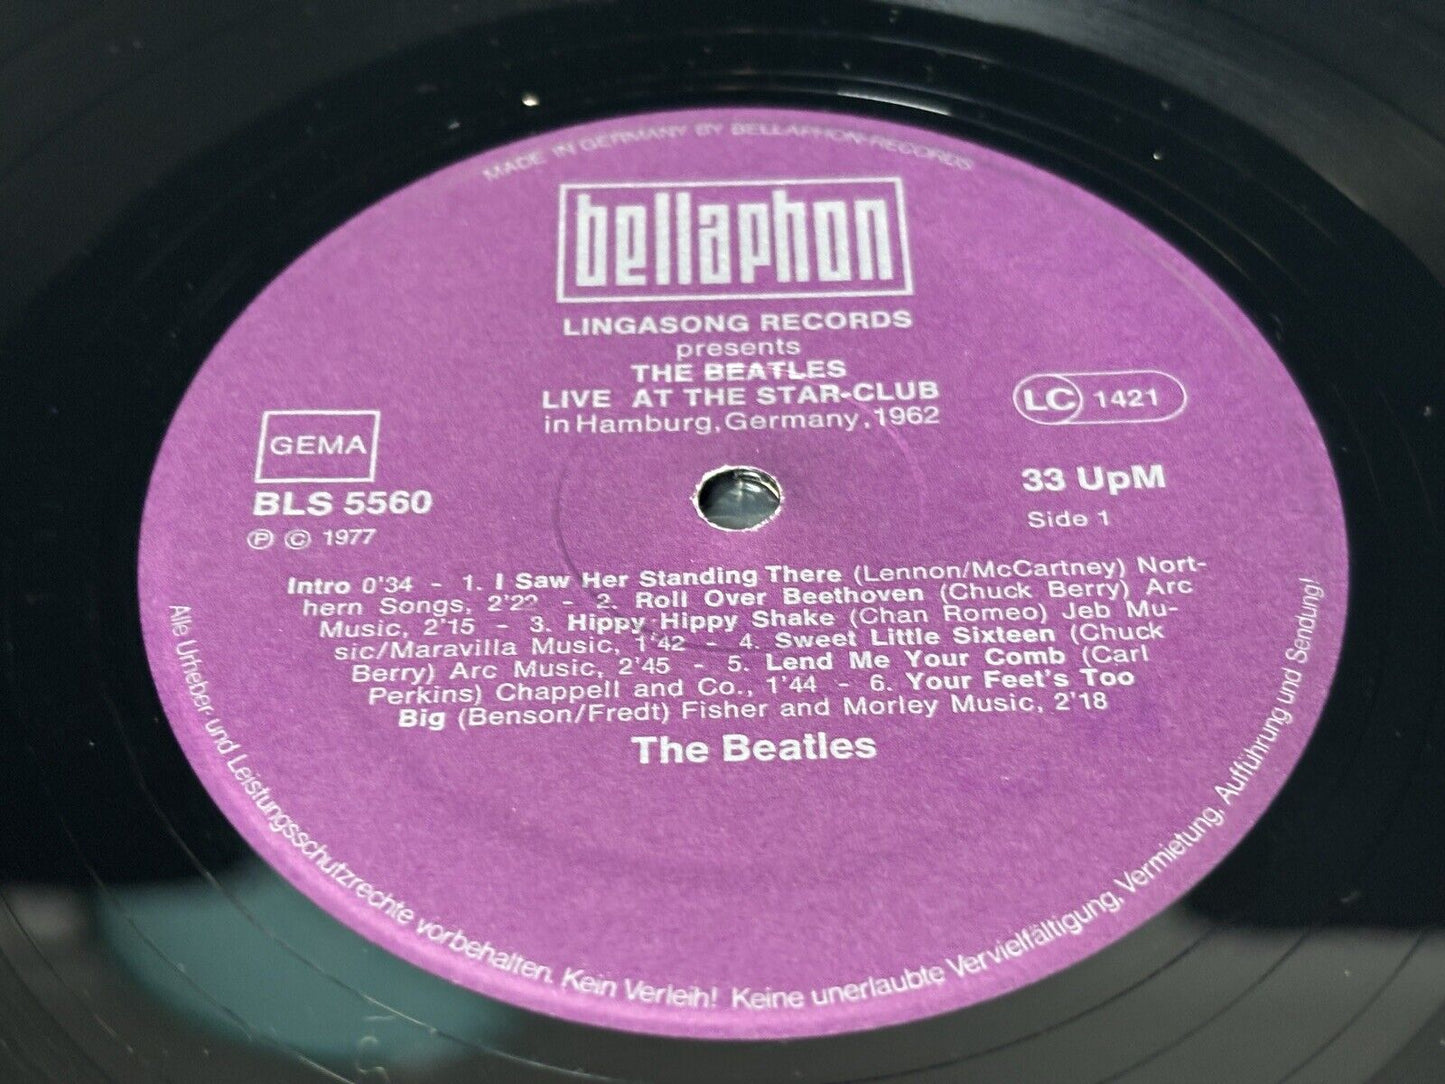 MADE IN GERMANY BY BELLAPHON-RECORDS
bellaphon
LINGASONG RECORDS
presents
THE BEATLES
LIVE AT THE STAR-CLUB
in Hamburg, Germany, 1962
GEMA
BLS 5560
Ⓟ © 1977
LC 1421
33 UpM
Side 1
Intro 0'34 - 1. I Saw Her Standing There (Lennon/McCartney) Nort-
hern Songs, 2'22 - 2. Roll Over Beethoven (Chuck Berry) Arc
Music, 2'15 - 3. Hippy Hippy Shake (Chan Romeo) Jeb Mu-
sic/Maravilla Music, 1'42 - 4. Sweet Little Sixteen (Chuck
Berry) Arc Music, 2'45 - 5. Lend Me Your Comb (Carl
Perkins) Chappell and Co., 1'44 - 6. Your Feet's Too
Big (Benson/Fredt) Fisher and Morley Music, 2'18
The Beatles
Alle Urheber- und Leistungsschutzrechte vorbehalten. Kein Verleih! Keine unerlaubte Vervielfältigung, Vermietung, Aufführung und Sendung!